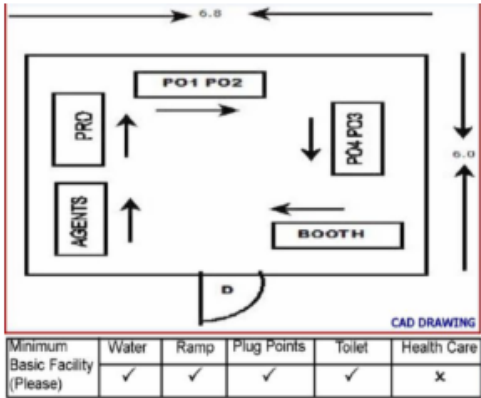 6.8
PO1 PO2
PRO
PO4 PO3
6.0
AGENTS
BOOTH
D
CAD DRAWING
Minimum Basic Facility (Please) Water Ramp Plug Points Toilet Health Care
✓ ✓ ✓ ✓ x